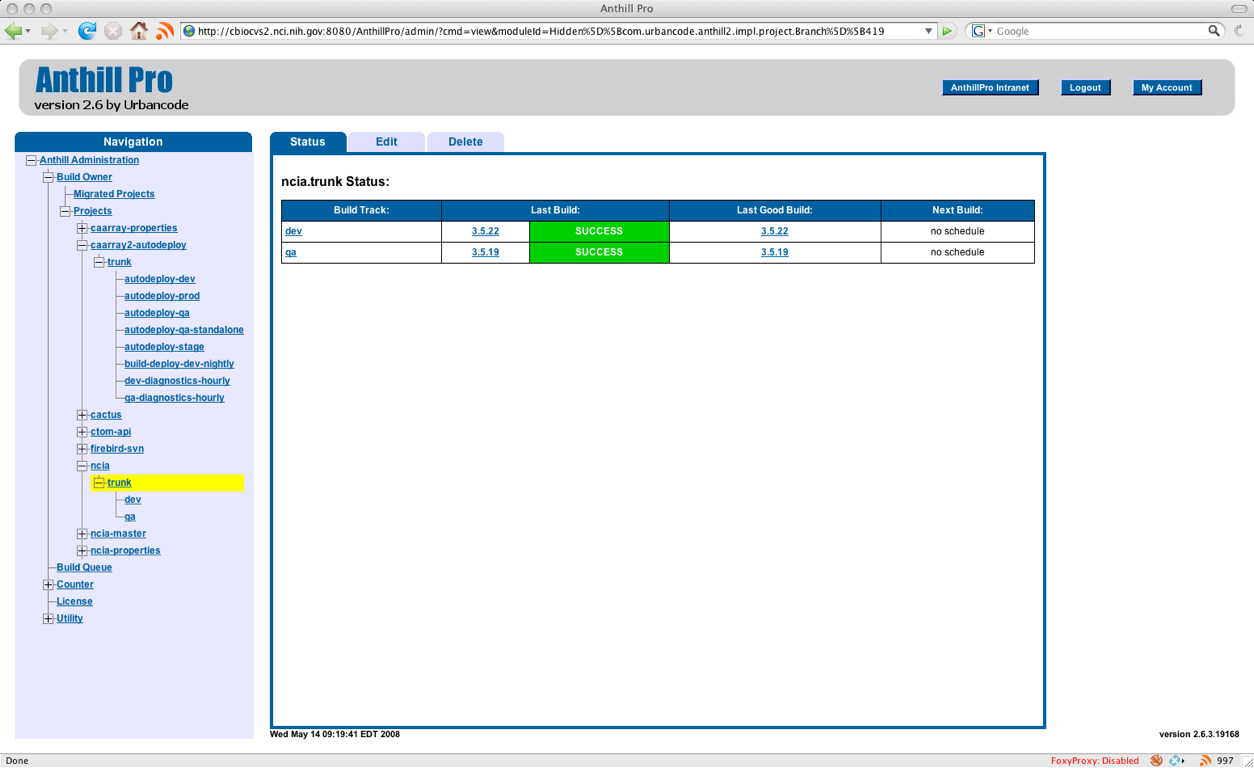 Anthill Pro
http://cbiocvs2.nci.nih.gov:8080/AnthillPro/admin/?cmd=view&moduleId=Hidden%5D%5Bcom.urbancode.anthill2.impl.project.Branch%5D%5B419
G Google
Anthill Pro
version 2.6 by Urbancode
AnthillPro Intranet Logout My Account
Navigation
Anthill Administration
Build Owner
Migrated Projects
Projects
caarray-properties
caarray2-autodeploy
trunk
autodeploy-dev
autodeploy-prod
autodeploy-qa
autodeploy-qa-standalone
autodeploy-stage
build-deploy-dev-nightly
dev-diagnostics-hourly
qa-diagnostics-hourly
cactus
ctom-api
firebird-svn
ncia
trunk
dev
qa
ncia-master
ncia-properties
Build Queue
Counter
License
Utility
Status Edit Delete
ncia.trunk Status:
Build Track: Last Build: Last Good Build: Next Build:
dev 3.5.22 SUCCESS 3.5.22 no schedule
qa 3.5.19 SUCCESS 3.5.19 no schedule
Wed May 14 09:19:41 EDT 2008 version 2.6.3.19168
Done FoxyProxy: Disabled 997